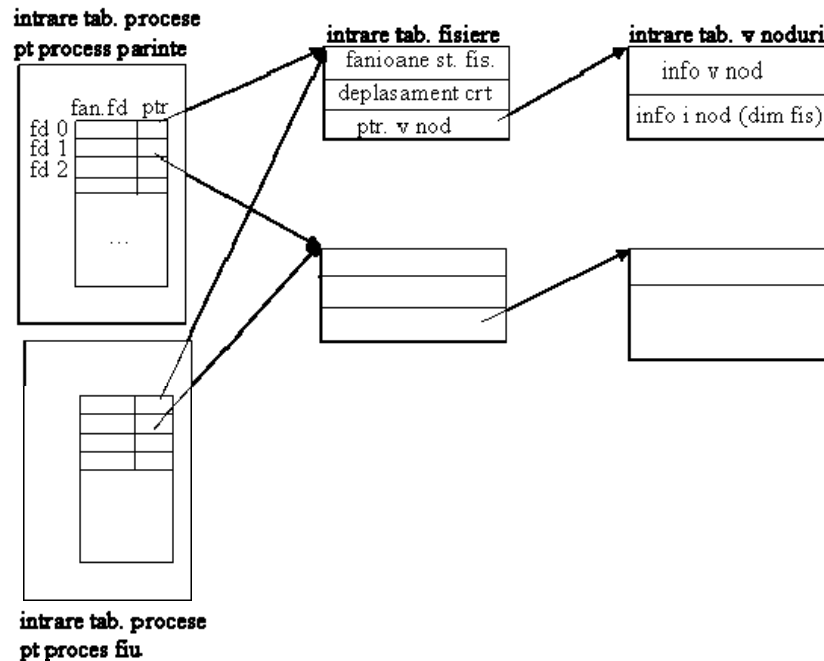 intrare tab. procese
pt process parinte
fan.fd ptr
fd 0
fd 1
fd 2
...
intrare tab. fisiere
fanioane st. fis.
deplasament crt
ptr. v nod
intrare tab. v noduri
info v nod
info i nod (dim fis)
intrare tab. procese
pt proces fiu